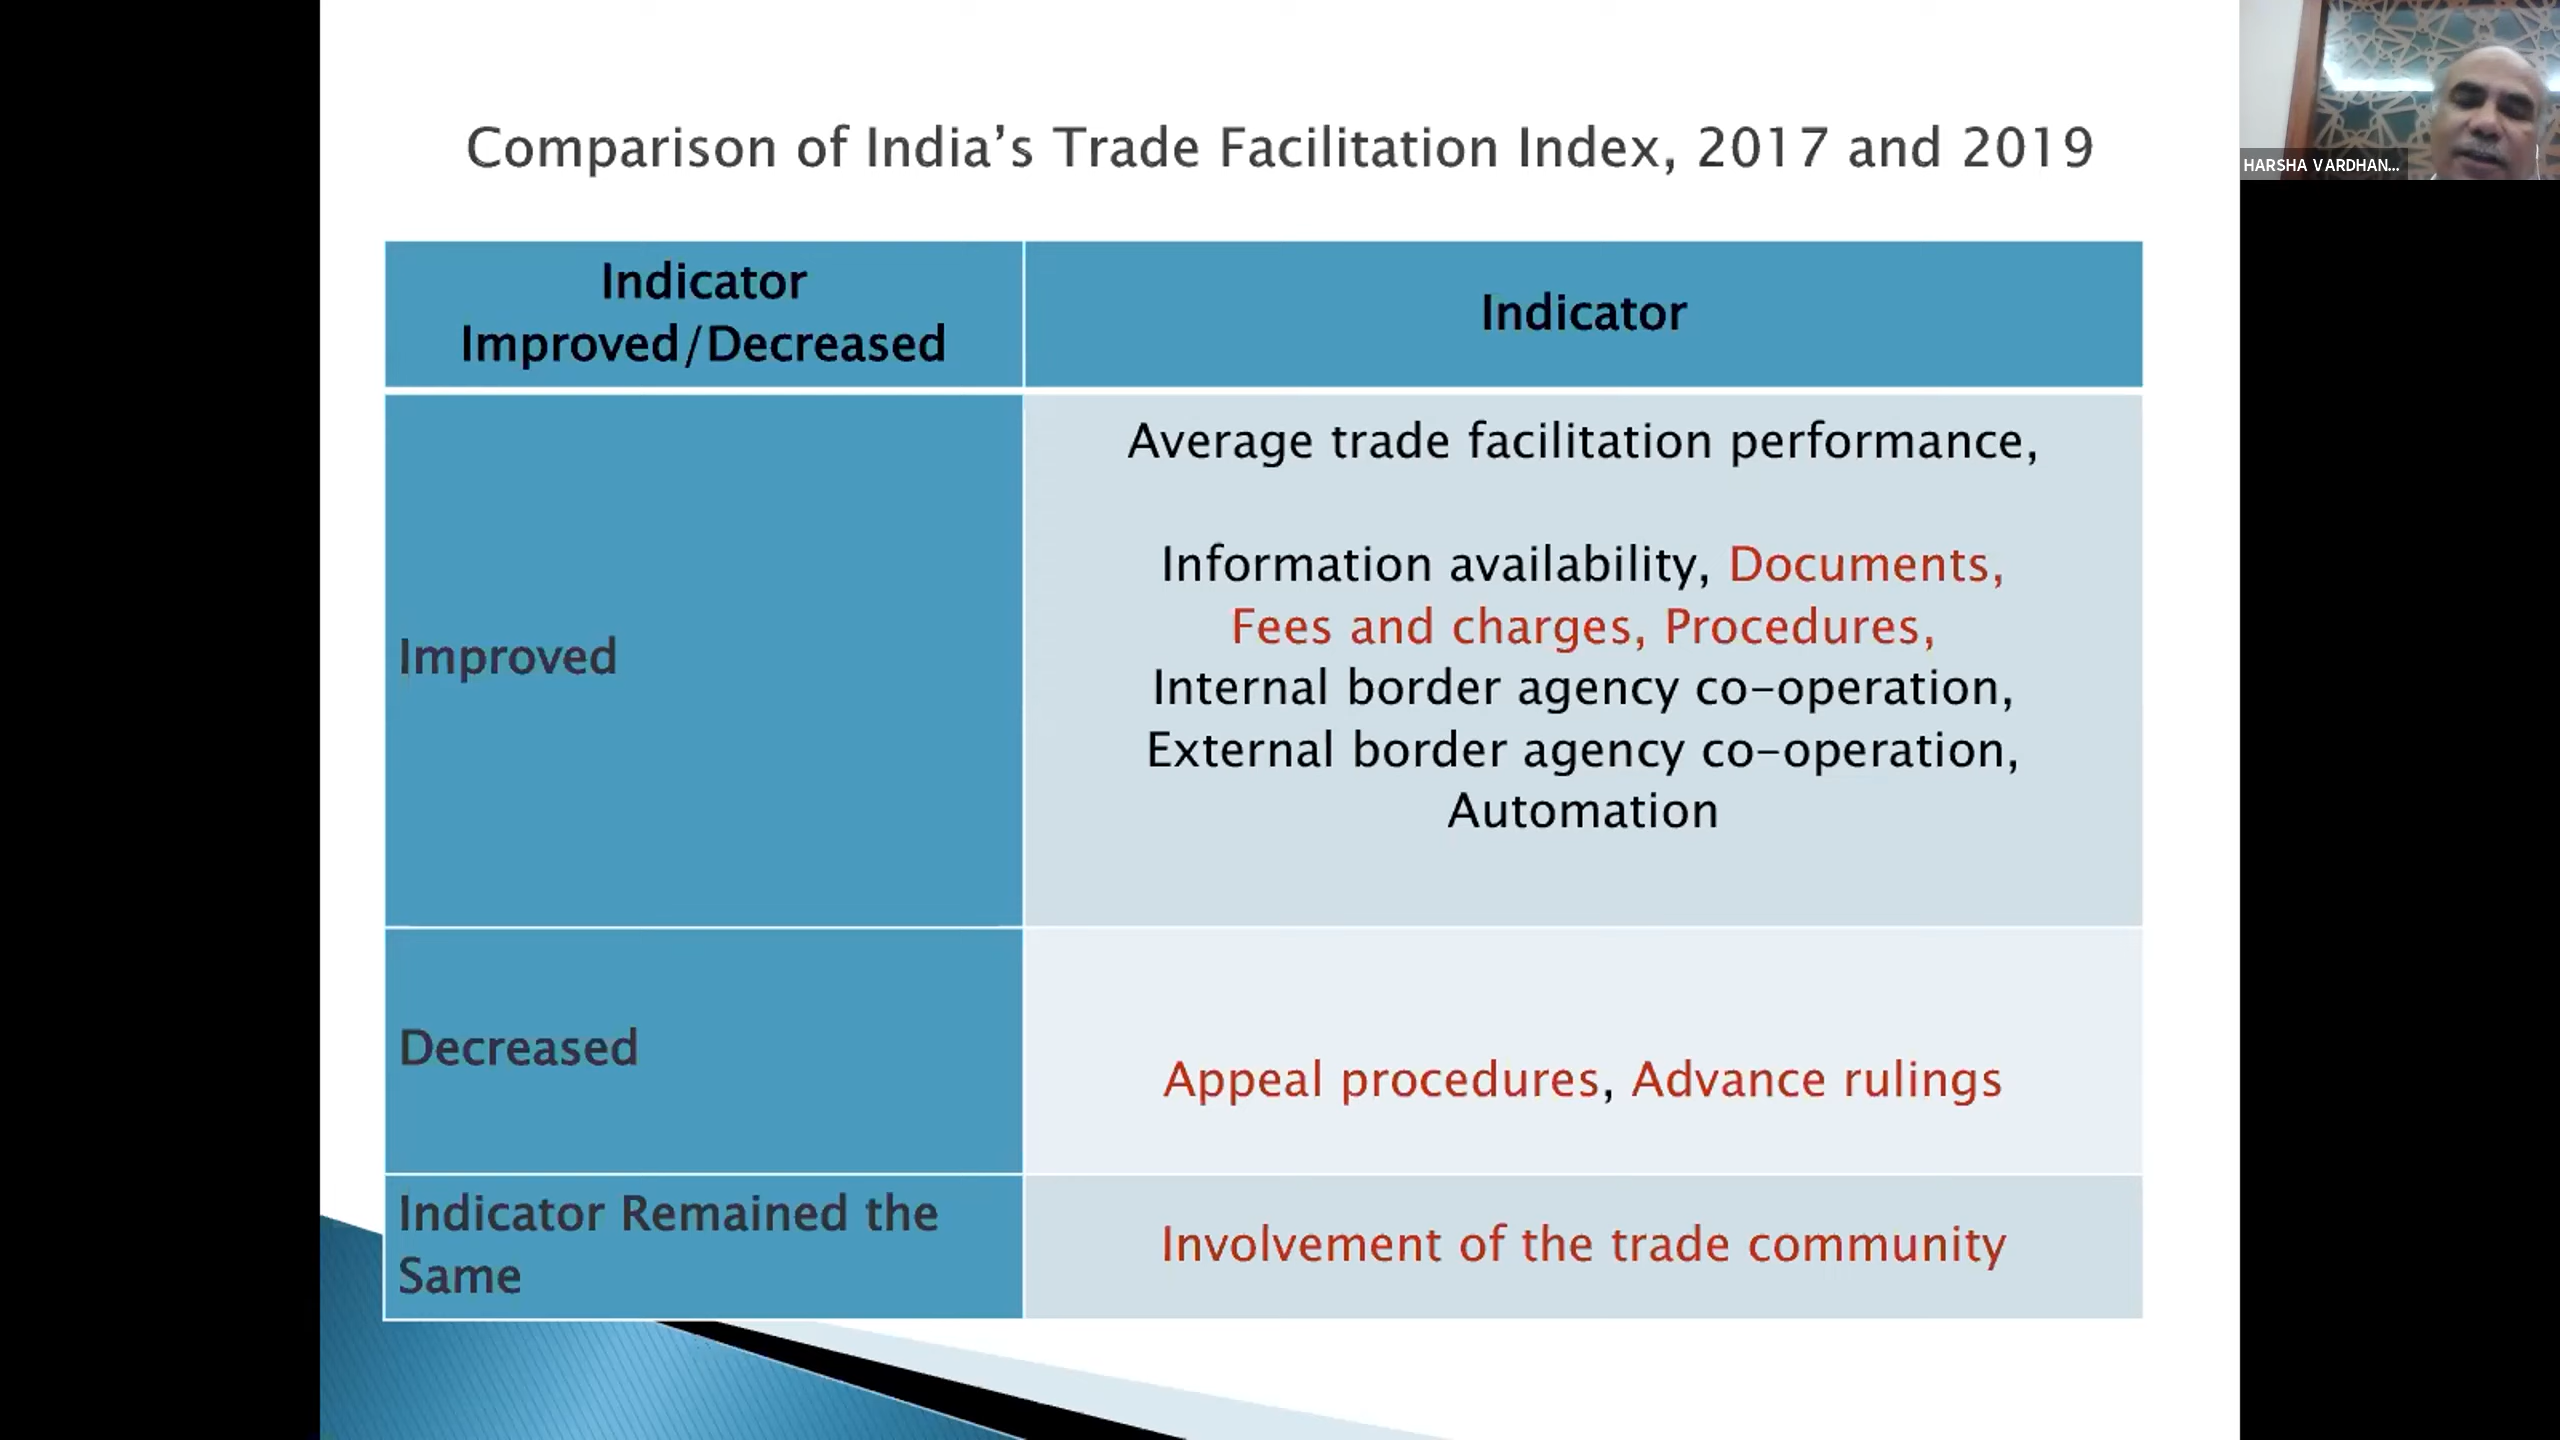 Comparison of India’s Trade Facilitation Index, 2017 and 2019
HARSHA VARDHAN...
Indicator
Improved/Decreased
Indicator
Improved
Average trade facilitation performance,
Information availability, Documents,
Fees and charges, Procedures,
Internal border agency co-operation,
External border agency co-operation,
Automation
Decreased
Appeal procedures, Advance rulings
Indicator Remained the
Same
Involvement of the trade community